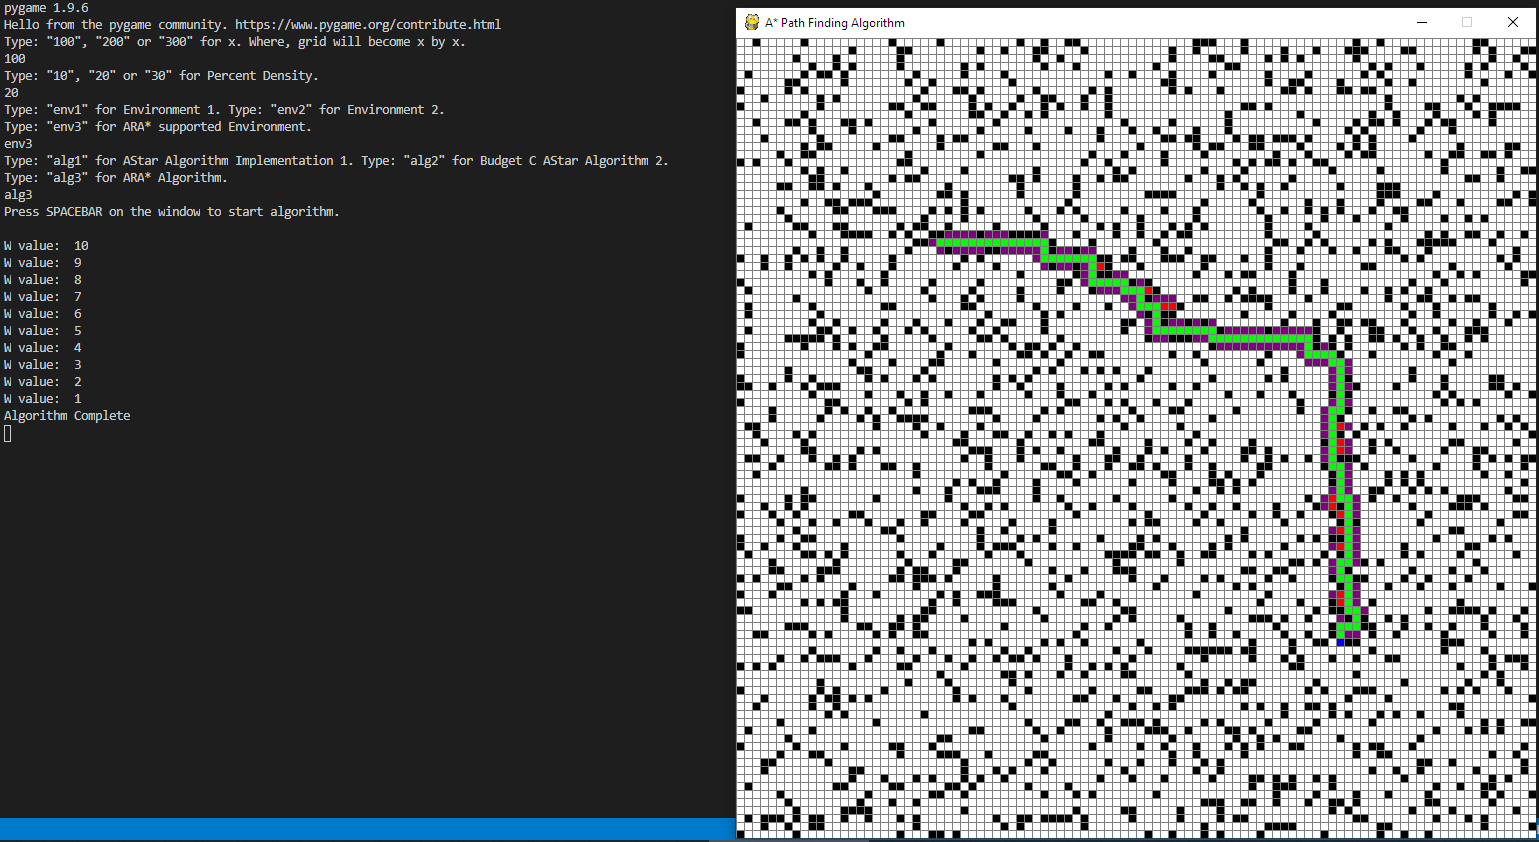 pygame 1.9.6
Hello from the pygame community. https://www.pygame.org/contribute.html
Type: "100", "200" or "300" for x. Where, grid will become x by x.
100
Type: "10", "20" or "30" for Percent Density.
20
Type: "env1" for Environment 1. Type: "env2" for Environment 2.
Type: "env3" for ARA* supported Environment.
env3
Type: "alg1" for AStar Algorithm Implementation 1. Type: "alg2" for Budget C AStar Algorithm 2.
Type: "alg3" for ARA* Algorithm.
alg3
Press SPACEBAR on the window to start algorithm.
W value:  10
W value:  9
W value:  8
W value:  7
W value:  6
W value:  5
W value:  4
W value:  3
W value:  2
W value:  1
Algorithm Complete
A* Path Finding Algorithm